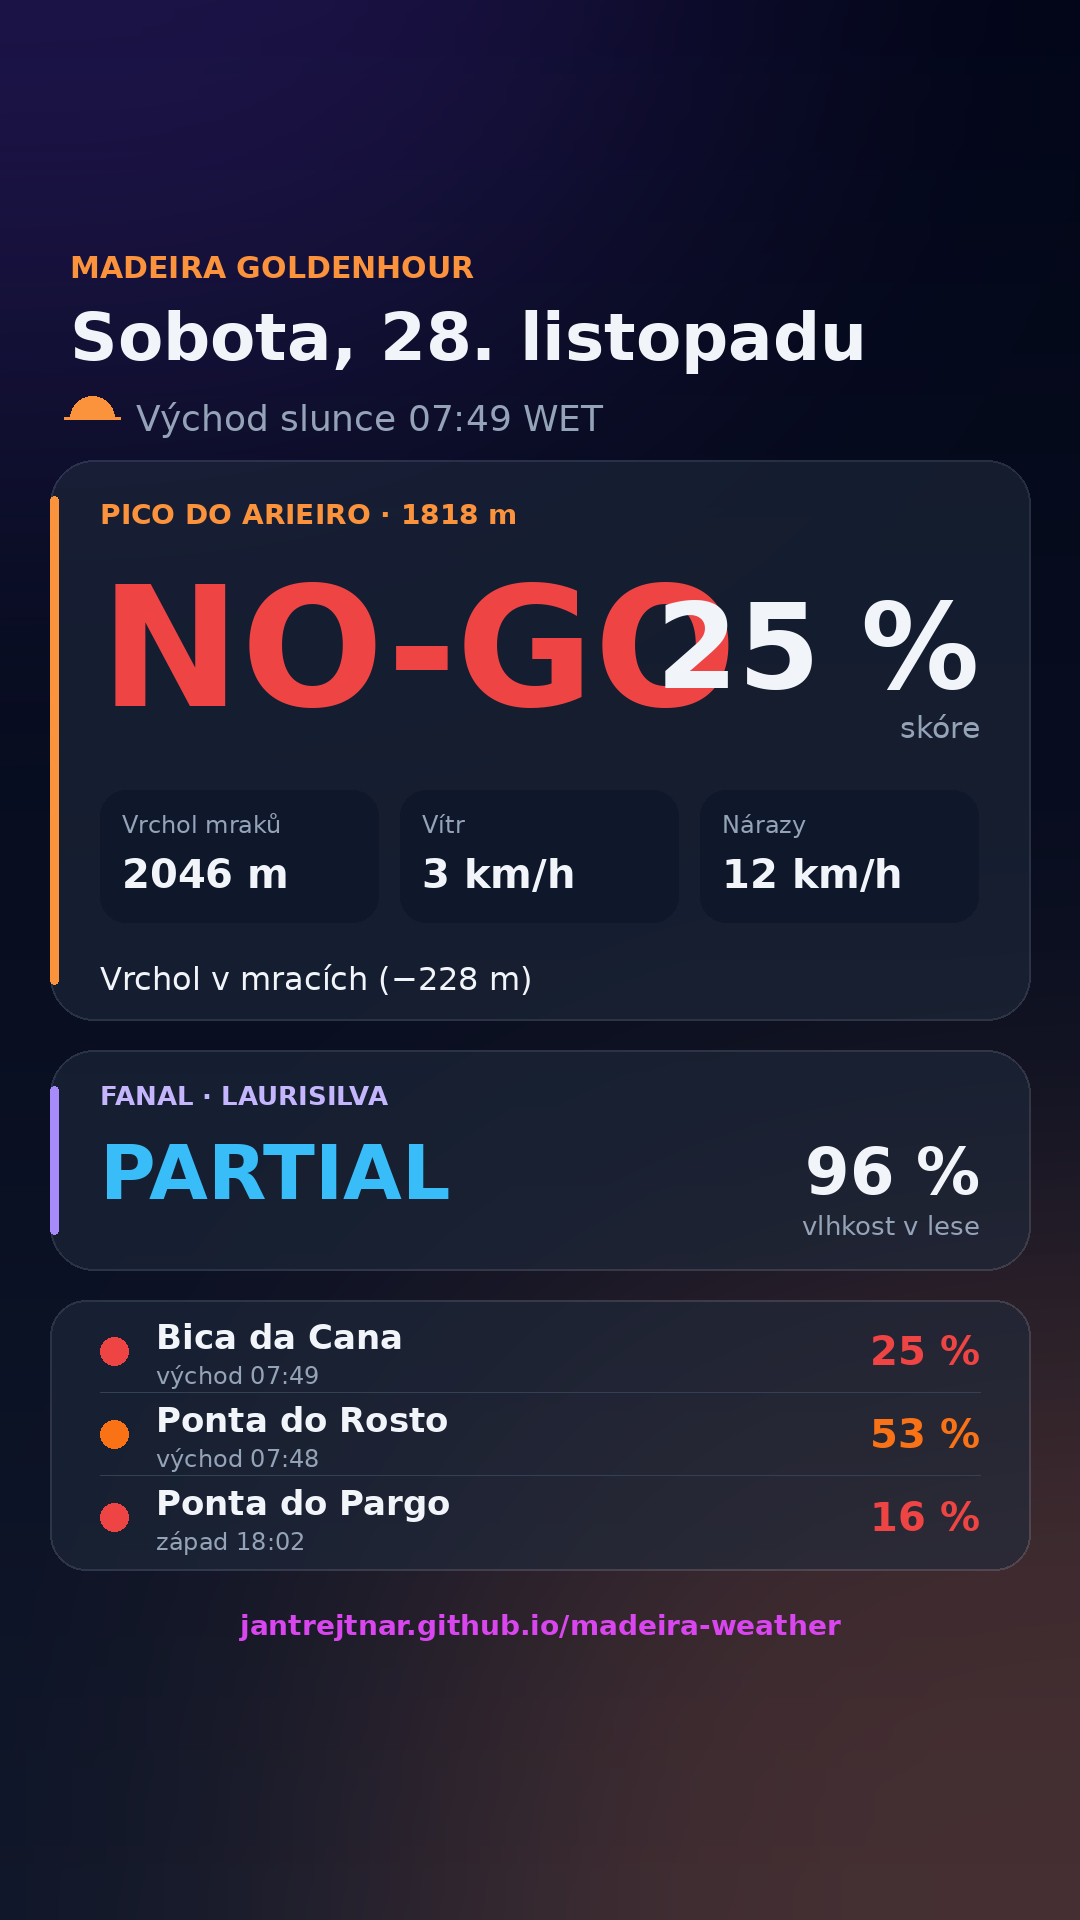 MADEIRA GOLDENHOUR
Sobota, 28. listopadu
Východ slunce 07:49 WET
PICO DO ARIEIRO · 1818 m
NO-GO 25 %
skóre
Vrchol mraků Vítr Nárazy
2046 m 3 km/h 12 km/h
Vrchol v mracích (−228 m)
FANAL · LAURISILVA
PARTIAL 96 %
vlhkost v lese
Bica da Cana 25 %
východ 07:49
Ponta do Rosto 53 %
východ 07:48
Ponta do Pargo 16 %
západ 18:02
jantrejtnar.github.io/madeira-weather